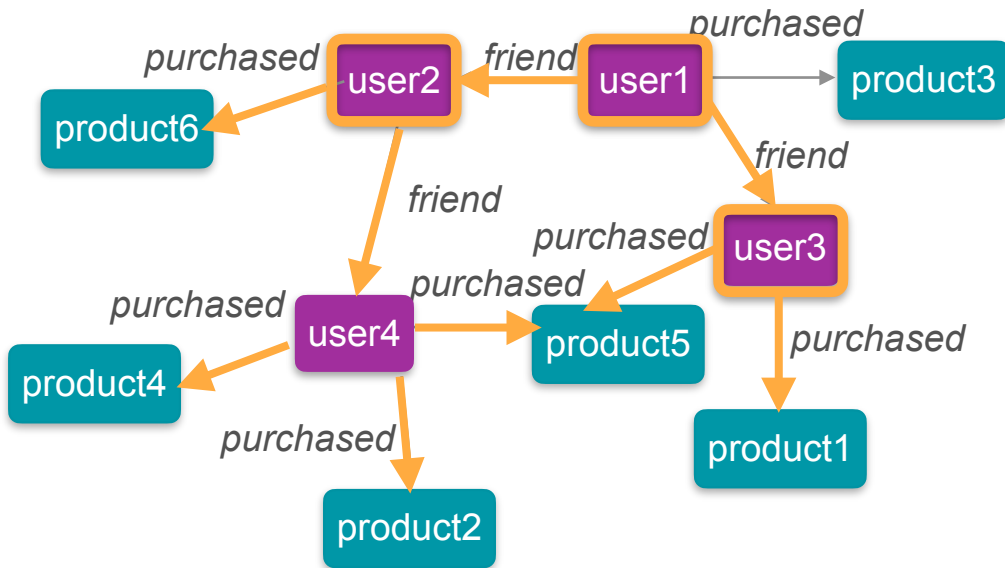 purchased
purchased
friend
user2
user1
product3
product6
friend
friend
purchased
user3
purchased
purchased
user4
product5
purchased
product4
purchased
product1
product2